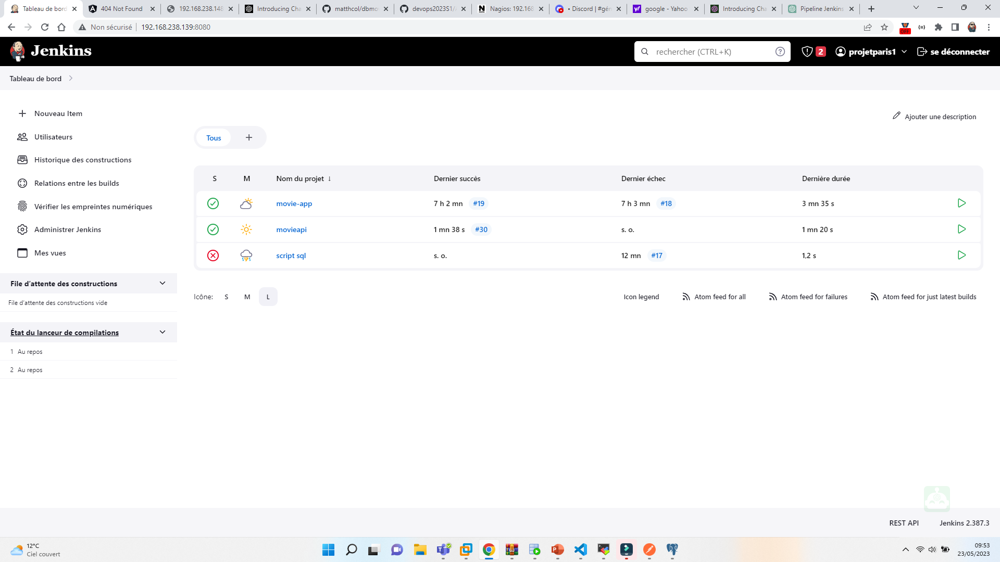 Tableau de bord
404 Not Found
192.168.238.148
Introducing Cha
matthcol/dbmo
devops2023S1/
Nagios: 192.168
• Discord | #gén
google - Yahoo
Introducing Cha
Pipeline Jenkins
Non sécurisé
192.168.238.139:8080
OFF
Jenkins
rechercher (CTRL+K)
2
projetparis1
se déconnecter
Tableau de bord
Nouveau Item
Utilisateurs
Historique des constructions
Relations entre les builds
Vérifier les empreintes numériques
Administrer Jenkins
Mes vues
File d’attente des constructions
File d’attente des constructions vide
État du lanceur de compilations
1 Au repos
2 Au repos
Ajouter une description
Tous
S M Nom du projet ↓ Dernier succès Dernier échec Dernière durée
movie-app 7 h 2 mn #19 7 h 3 mn #18 3 mn 35 s
movieapi 1 mn 38 s #30 s. o. 1 mn 20 s
script sql s. o. 12 mn #17 1,2 s
Icône: S M L
Icon legend
Atom feed for all
Atom feed for failures
Atom feed for just latest builds
REST API
Jenkins 2.387.3
12°C
Ciel couvert
09:53
23/05/2023